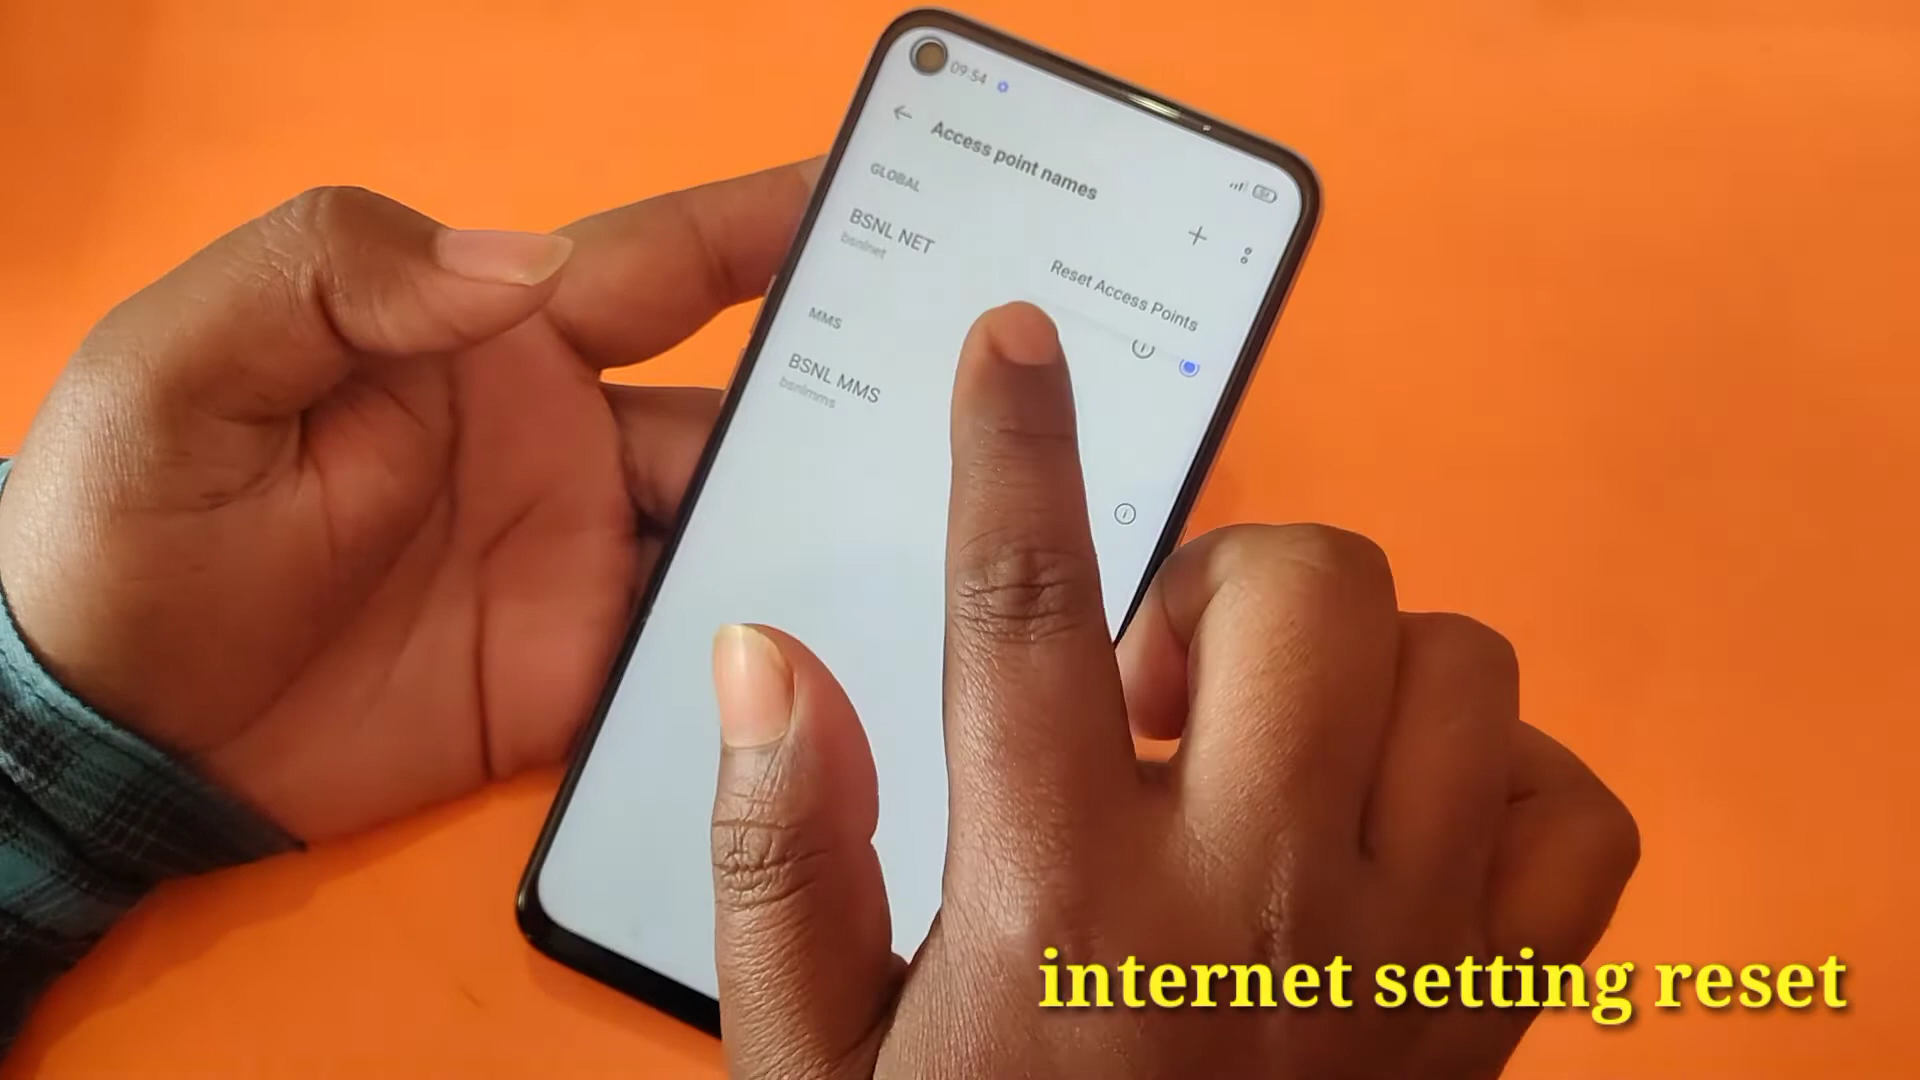 09:54
Access point names
GLOBAL
BSNL NET
bsnlnet
Reset Access Points
MMS
BSNL MMS
bsnlmms
internet setting reset